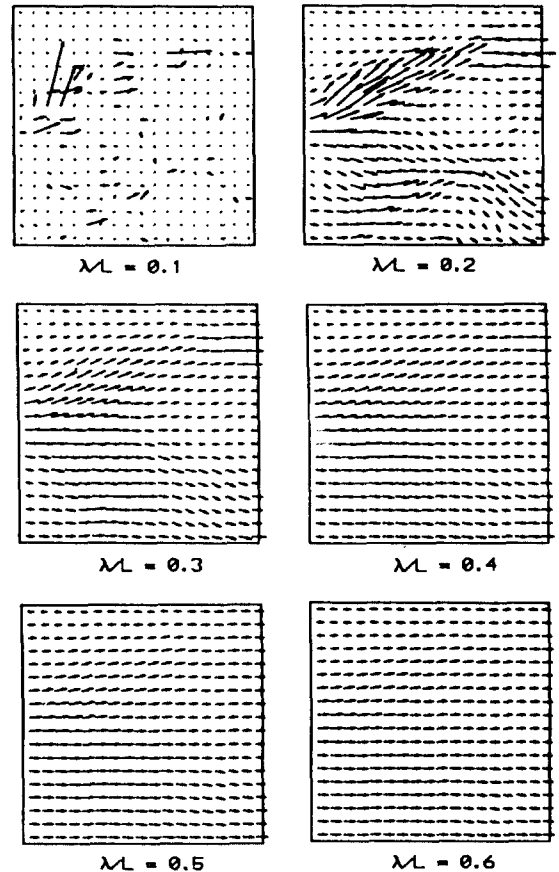 λ/L = 0.1
λ/L = 0.2
λ/L = 0.3
λ/L = 0.4
λ/L = 0.5
λ/L = 0.6